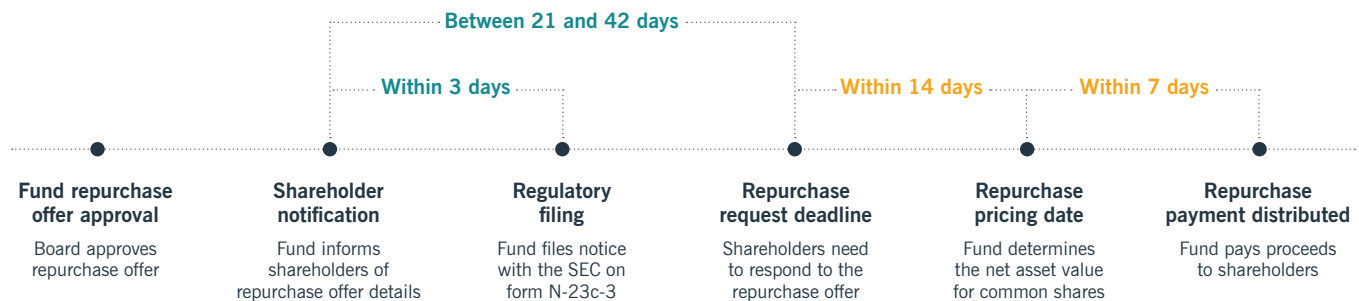 Between 21 and 42 days
Within 3 days
Within 14 days
Within 7 days
Fund repurchase
offer approval
Board approves
repurchase offer
Shareholder
notification
Fund informs
shareholders of
repurchase offer details
Regulatory
filing
Fund files notice
with the SEC on
form N-23c-3
Repurchase
request deadline
Shareholders need
to respond to the
repurchase offer
Repurchase
pricing date
Fund determines
the net asset value
for common shares
Repurchase
payment distributed
Fund pays proceeds
to shareholders